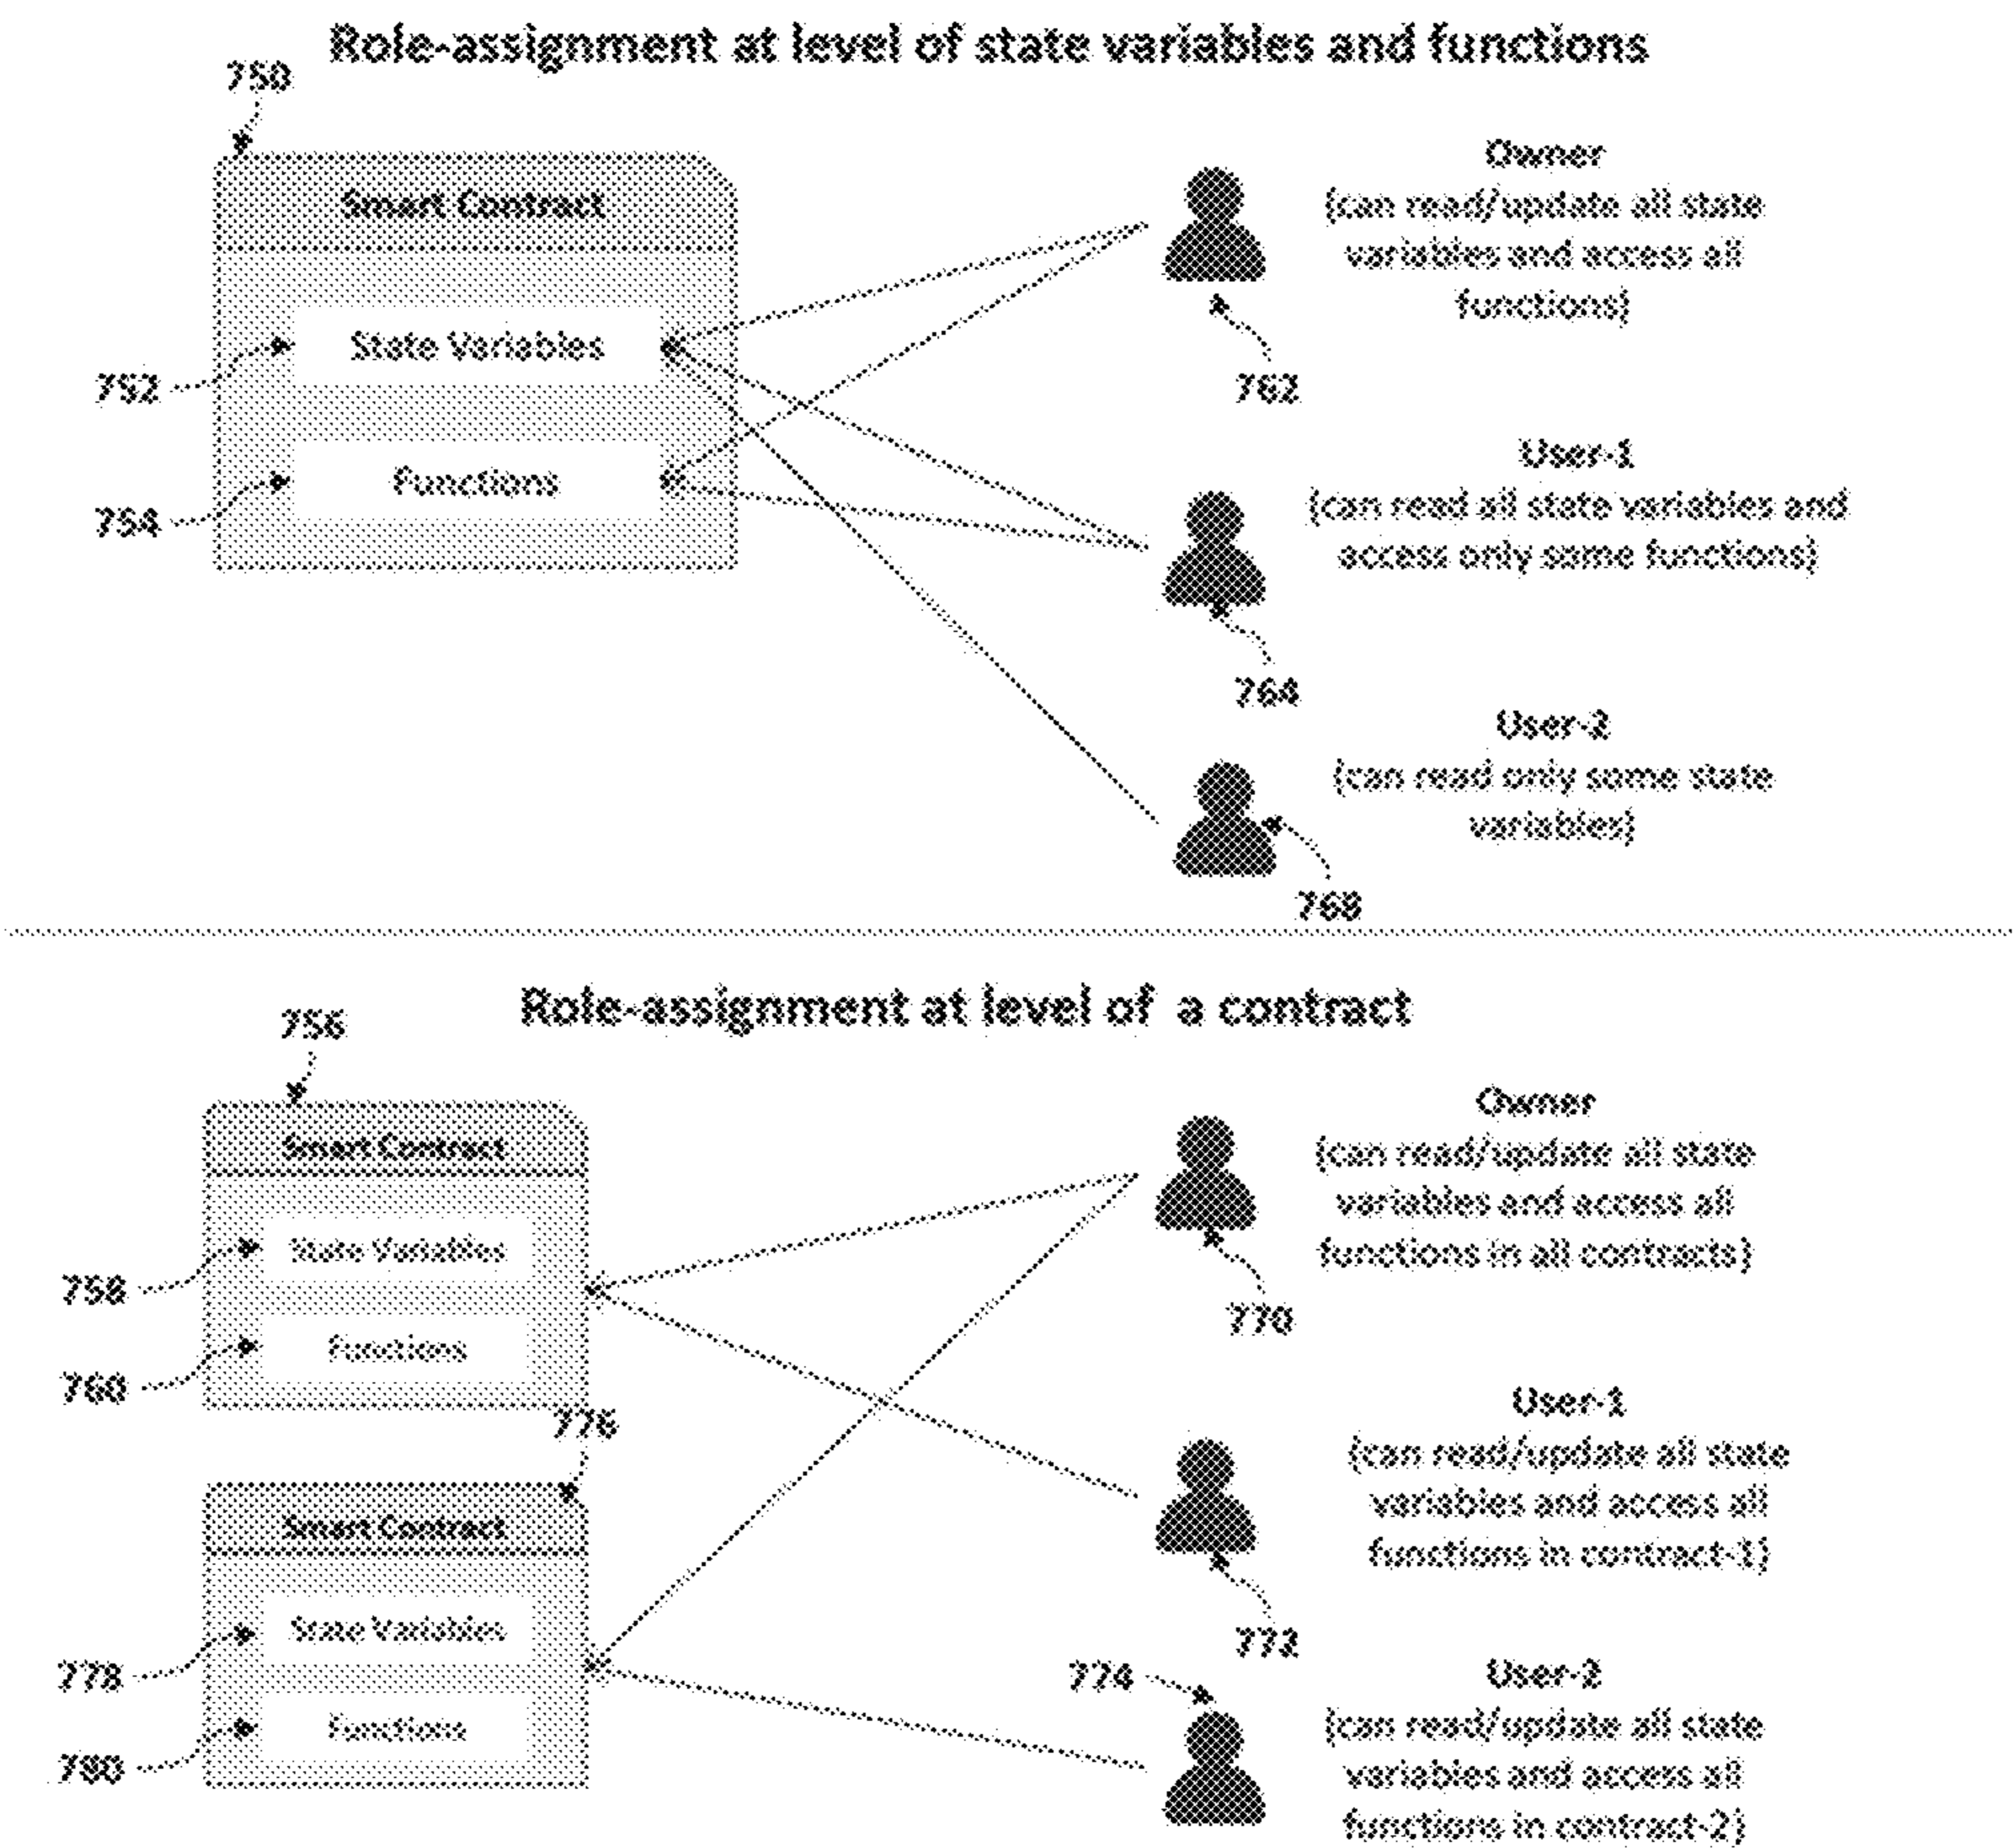 Role-assignment at level of state variables and functions
750
Smart Contract
State Variables
752
Functions
754
Owner
(can read/update all state
variables and access all
functions)
762
User-1
(can read all state variables and
access only some functions)
764
User-2
(can read only some state
variables)
768
Role-assignment at level of a contract
756
Smart Contract
State Variables
758
Functions
760
776
Smart Contract
State Variables
778
Functions
780
Owner
(can read/update all state
variables and access all
functions in all contracts)
770
User-1
(can read/update all state
variables and access all
functions in contract-1)
772
774
User-2
(can read/update all state
variables and access all
functions in contract-2)